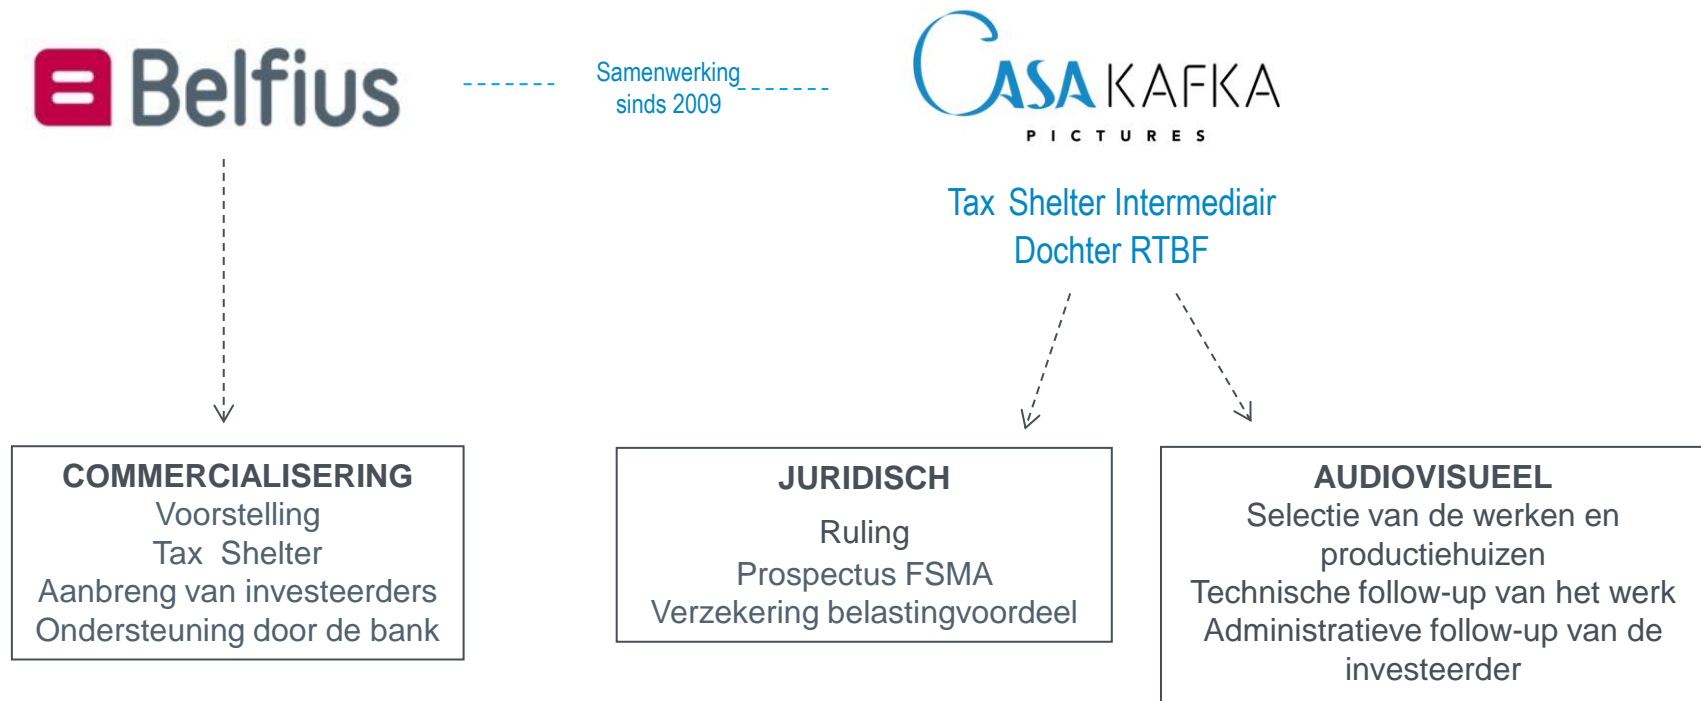 Belfius
Samenwerking
sinds 2009
CASA KAFKA
PICTURES
Tax Shelter Intermediair
Dochter RTBF
COMMERCIALISERING
Voorstelling
Tax Shelter
Aanbreng van investeerders
Ondersteuning door de bank
JURIDISCH
Ruling
Prospectus FSMA
Verzekering belastingvoordeel
AUDIOVISUEEL
Selectie van de werken en
productiehuizen
Technische follow-up van het werk
Administratieve follow-up van de
investeerder